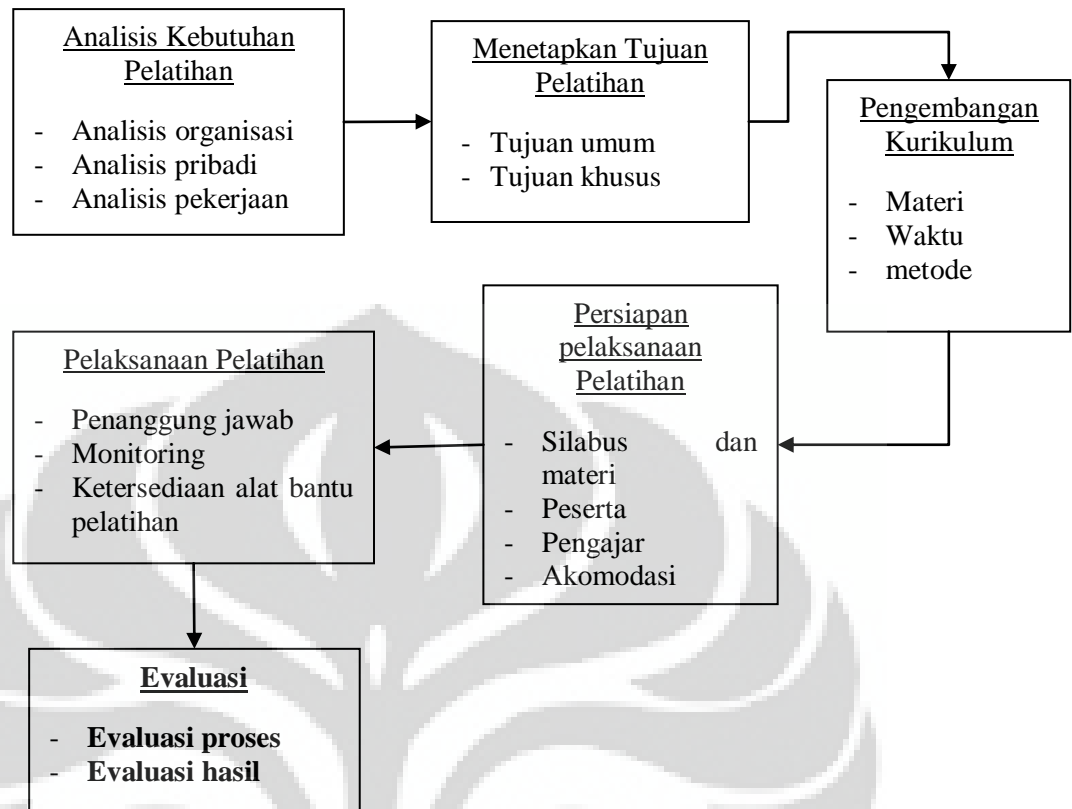 Analisis Kebutuhan
Pelatihan
- Analisis organisasi
- Analisis pribadi
- Analisis pekerjaan
Menetapkan Tujuan
Pelatihan
- Tujuan umum
- Tujuan khusus
Pengembangan
Kurikulum
- Materi
- Waktu
- metode
Persiapan
pelaksanaan
Pelatihan
- Silabus dan
materi
- Peserta
- Pengajar
- Akomodasi
Pelaksanaan Pelatihan
- Penanggung jawab
- Monitoring
- Ketersediaan alat bantu
pelatihan
Evaluasi
- Evaluasi proses
- Evaluasi hasil